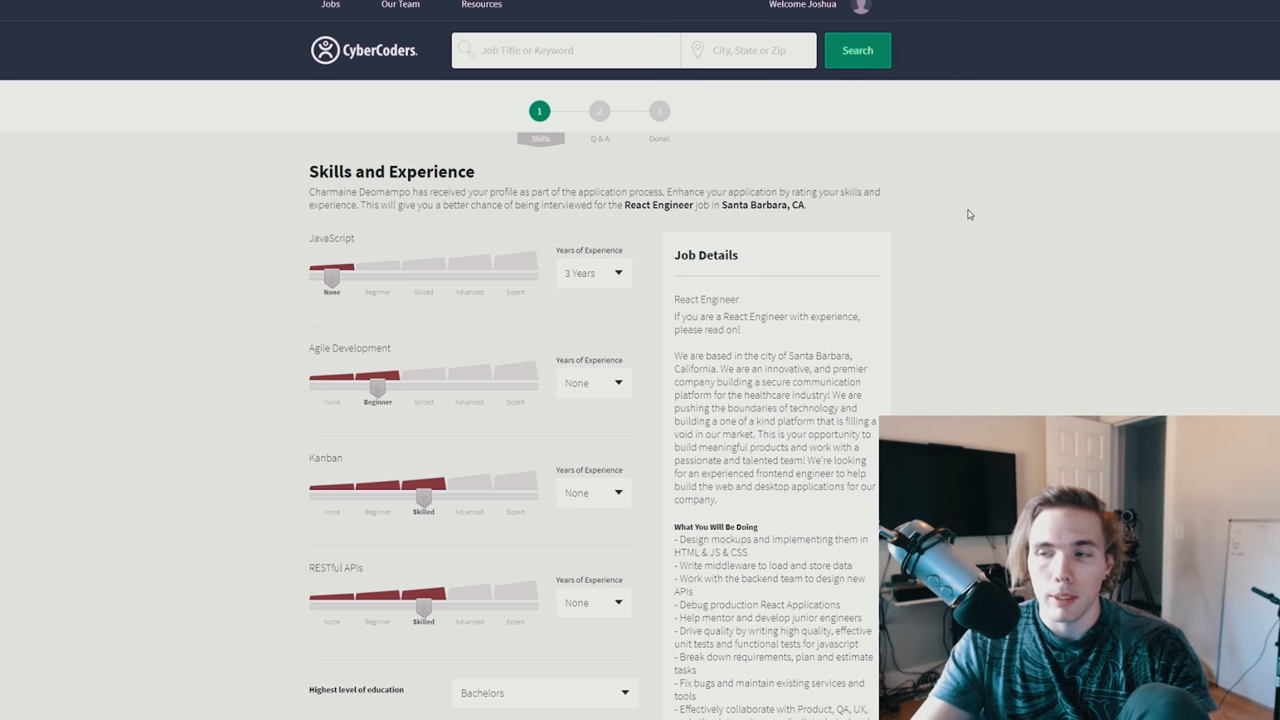 Jobs
Our Team
Resources
Welcome Joshua
CyberCoders.
Job Title or Keyword
City, State or Zip
Search
1
2
3
Skills
Q & A
Done!
Skills and Experience
Charmaine Deomampo has received your profile as part of the application process. Enhance your application by rating your skills and
experience. This will give you a better chance of being interviewed for the React Engineer job in Santa Barbara, CA.
JavaScript
Years of Experience
3 Years
None Beginner Skilled Advanced Expert
Agile Development
Years of Experience
None
None Beginner Skilled Advanced Expert
Kanban
Years of Experience
None
None Beginner Skilled Advanced Expert
RESTful APIs
Years of Experience
None
None Beginner Skilled Advanced Expert
Highest level of education
Bachelors
Job Details
React Engineer
If you are a React Engineer with experience,
please read on!
We are based in the city of Santa Barbara,
California. We are an innovative, and premier
company building a secure communication
platform for the healthcare industry! We are
pushing the boundaries of technology and
building a one of a kind platform that is filling a
void in our market. This is your opportunity to
build meaningful products and work with a
passionate and talented team! We're looking
for an experienced frontend engineer to help
build the web and desktop applications for our
company.
What You Will Be Doing
- Design mockups and implementing them in
HTML & JS & CSS
- Write middleware to load and store data
- Work with the backend team to design new
APIs
- Debug production React Applications
- Help mentor and develop junior engineers
- Drive quality by writing high quality, effective
unit tests and functional tests for javascript
- Break down requirements, plan and estimate
tasks
- Fix bugs and maintain existing services and
tools
- Effectively collaborate with Product, QA, UX,